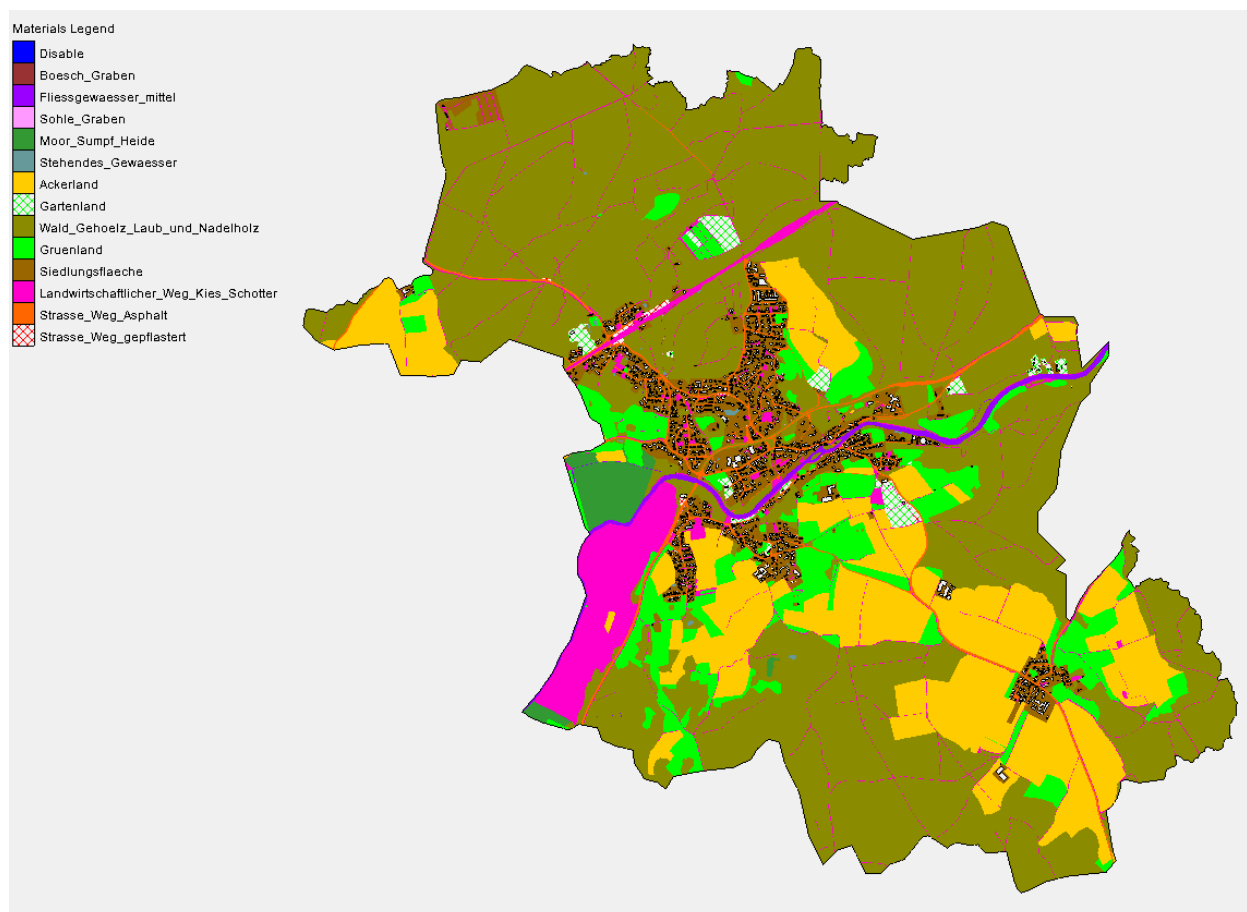 Materials Legend
Disable
Boesch_Graben
Fliessgewaesser_mittel
Sohle_Graben
Moor_Sumpf_Heide
Stehendes_Gewaesser
Ackerland
Gartenland
Wald_Gehoelz_Laub_und_Nadelholz
Gruenland
Siedlungsflaeche
Landwirtschaftlicher_Weg_Kies_Schotter
Strasse_Weg_Asphalt
Strasse_Weg_gepflastert